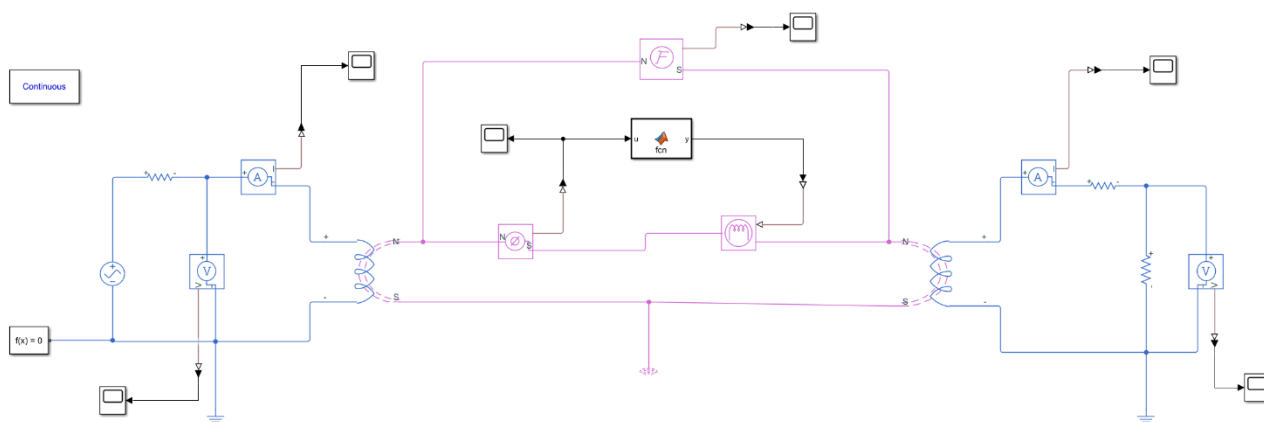 Continuous
N
F
S
u
fcn
y
+
-
+
A
I
N
Ø
S
+
A
I
+
-
+
V
V
+
-
+
-
N
S
N
S
+
-
+
-
+
V
V
f(x) = 0